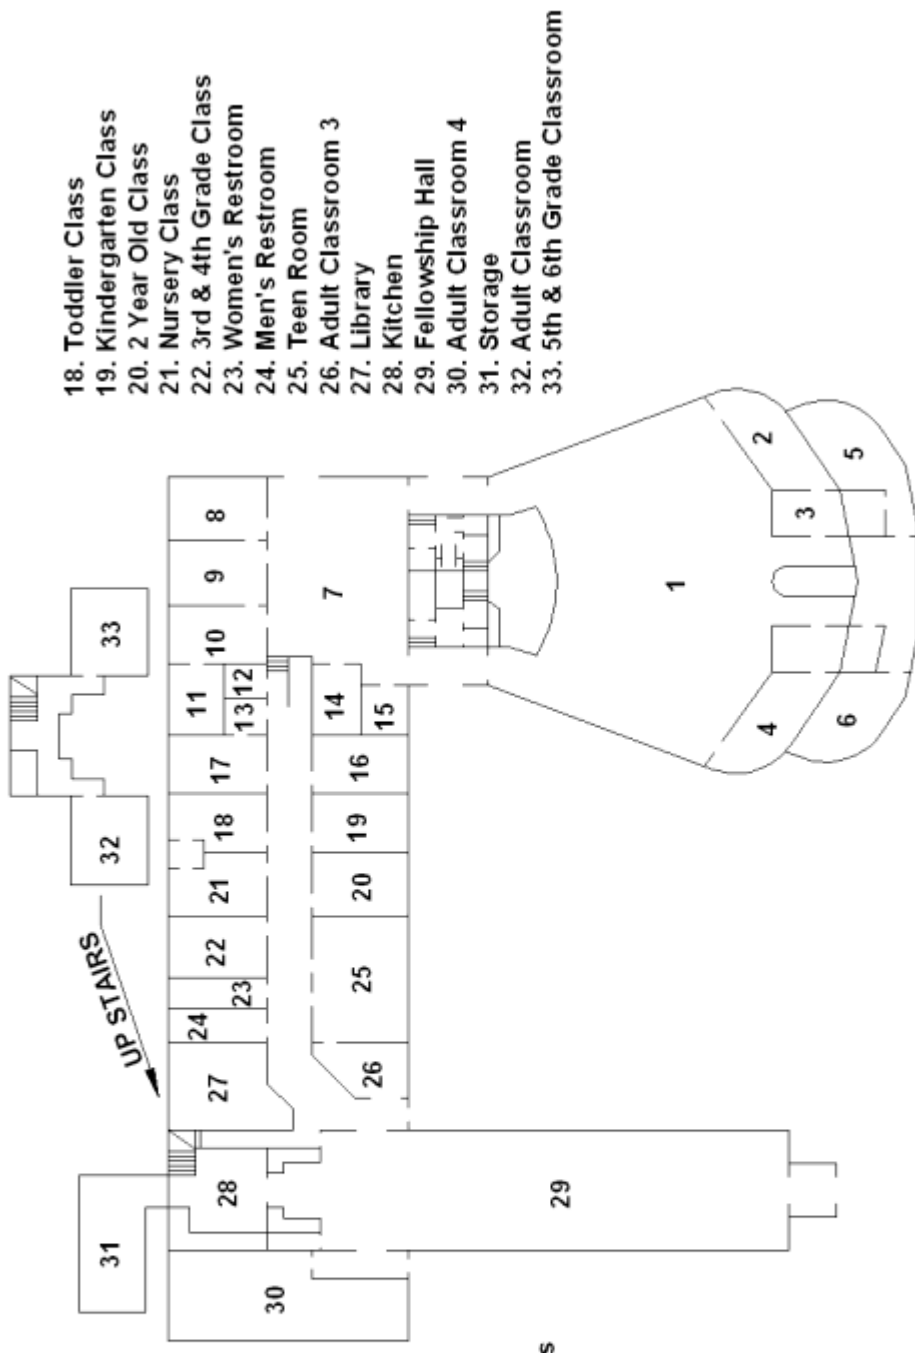 18. Toddler Class
19. Kindergarten Class
20. 2 Year Old Class
21. Nursery Class
22. 3rd & 4th Grade Class
23. Women's Restroom
24. Men's Restroom
25. Teen Room
26. Adult Classroom 3
27. Library
28. Kitchen
29. Fellowship Hall
30. Adult Classroom 4
31. Storage
32. Adult Classroom
33. 5th & 6th Grade Classroom
UP STAIRS
31
30
28
29
27
24
23
22
21
18
17
11
13
12
10
9
8
26
25
20
19
16
14
15
7
32
33
1
2
3
4
5
6
s